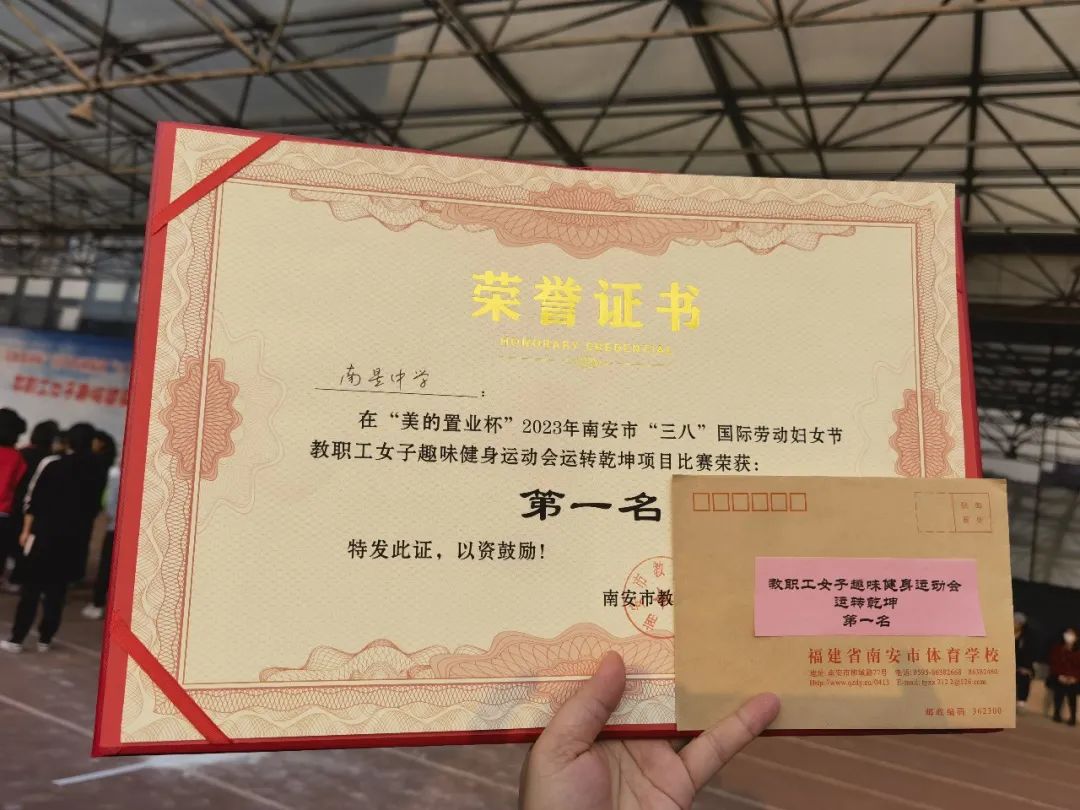 荣誉证书
HONORARY CREDENTIAL
南星中学:
在“美的置业杯”2023年南安市“三八”国际劳动妇女节
教职工女子趣味健身运动会运转乾坤项目比赛荣获:
第一名
特发此证,以资鼓励!
南安市教
教职工女子趣味健身运动会
运转乾坤
第一名
福建省南安市体育学校
邮政编码 362300